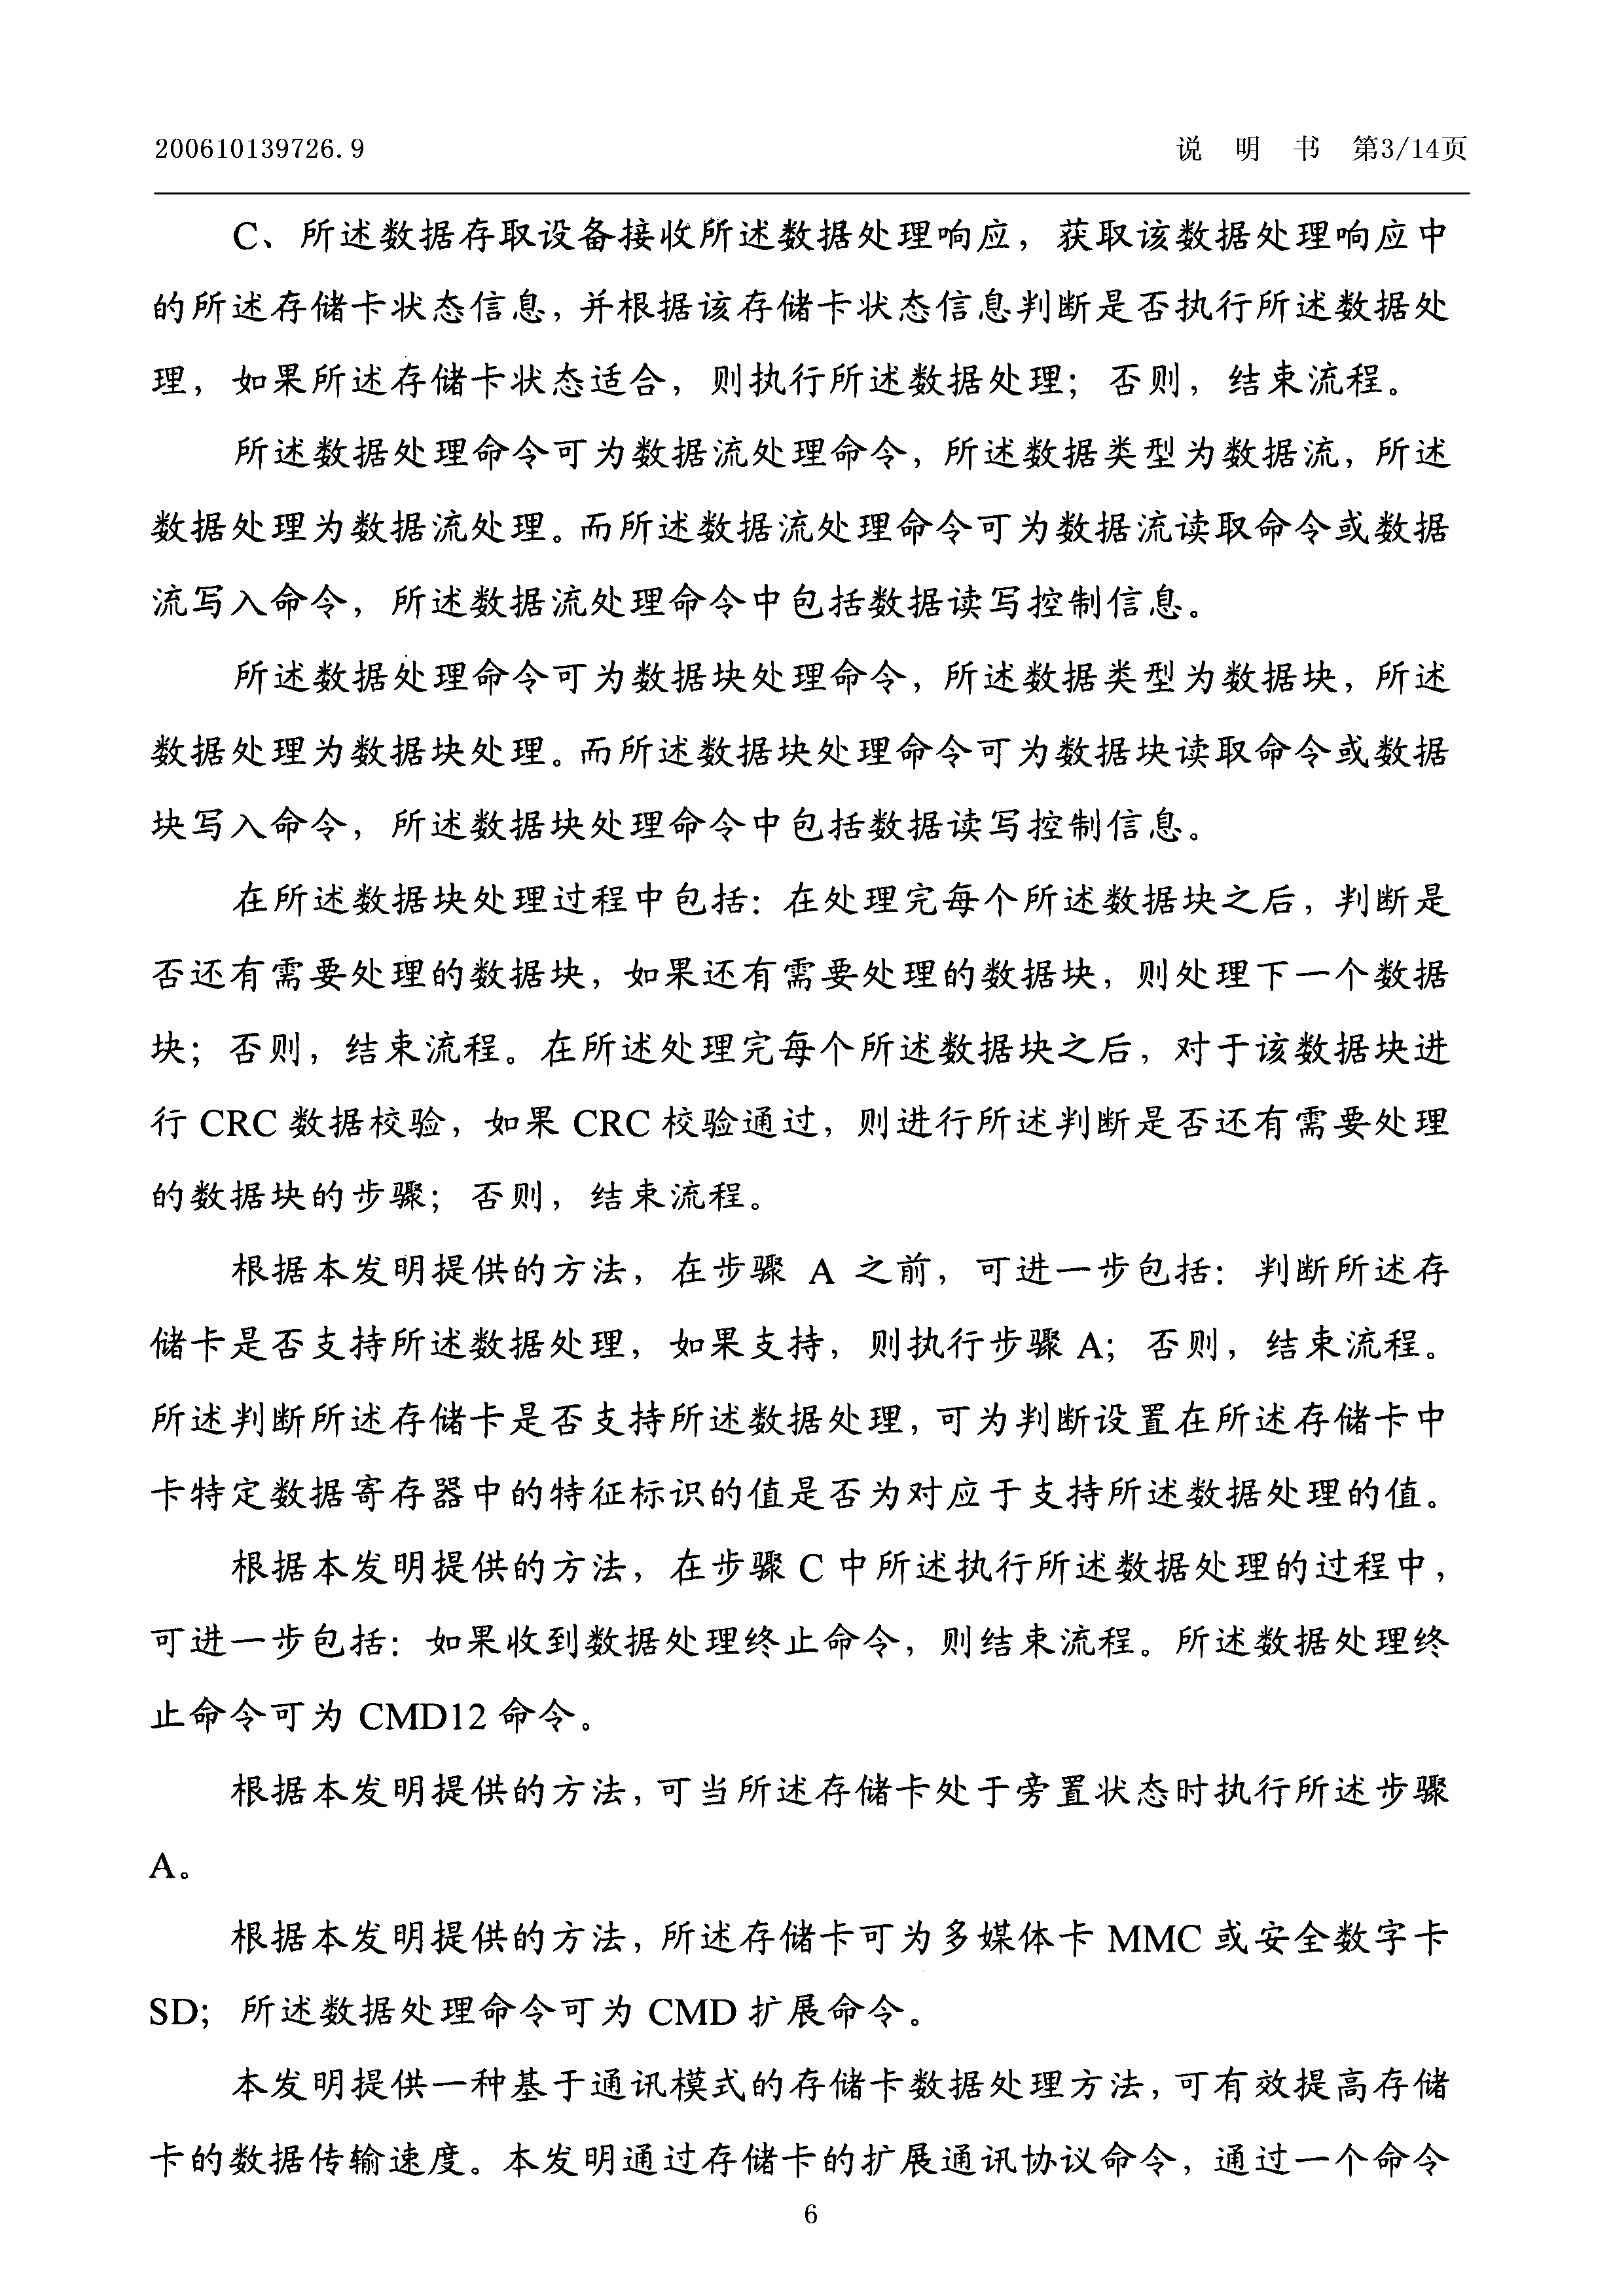 200610139726.9 说 明 书 第3/14页
C、所述数据存取设备接收所述数据处理响应，获取该数据处理响应中
的所述存储卡状态信息，并根据该存储卡状态信息判断是否执行所述数据处
理，如果所述存储卡状态适合，则执行所述数据处理；否则，结束流程。
所述数据处理命令可为数据流处理命令，所述数据类型为数据流，所述
数据处理为数据流处理。而所述数据流处理命令可为数据流读取命令或数据
流写入命令，所述数据流处理命令中包括数据读写控制信息。
所述数据处理命令可为数据块处理命令，所述数据类型为数据块，所述
数据处理为数据块处理。而所述数据块处理命令可为数据块读取命令或数据
块写入命令，所述数据块处理命令中包括数据读写控制信息。
在所述数据块处理过程中包括：在处理完每个所述数据块之后，判断是
否还有需要处理的数据块，如果还有需要处理的数据块，则处理下一个数据
块；否则，结束流程。在所述处理完每个所述数据块之后，对于该数据块进
行 CRC 数据校验，如果 CRC 校验通过，则进行所述判断是否还有需要处理
的数据块的步骤；否则，结束流程。
根据本发明提供的方法，在步骤 A 之前，可进一步包括：判断所述存
储卡是否支持所述数据处理，如果支持，则执行步骤 A；否则，结束流程。
所述判断所述存储卡是否支持所述数据处理，可为判断设置在所述存储卡中
卡特定数据寄存器中的特征标识的值是否为对应于支持所述数据处理的值。
根据本发明提供的方法，在步骤 C 中所述执行所述数据处理的过程中，
可进一步包括：如果收到数据处理终止命令，则结束流程。所述数据处理终
止命令可为 CMD12 命令。
根据本发明提供的方法，可当所述存储卡处于旁置状态时执行所述步骤
A。
根据本发明提供的方法，所述存储卡可为多媒体卡 MMC 或安全数字卡
SD；所述数据处理命令可为 CMD 扩展命令。
本发明提供一种基于通讯模式的存储卡数据处理方法，可有效提高存储
卡的数据传输速度。本发明通过存储卡的扩展通讯协议命令，通过一个命令
6